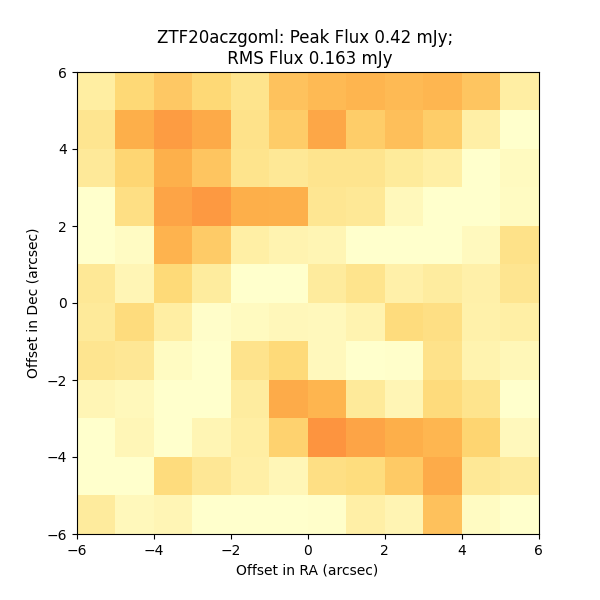 ZTF20aczgoml: Peak Flux 0.42 mJy;
RMS Flux 0.163 mJy
6
4
2
0
−2
−4
−6
Offset in Dec (arcsec)
−6 −4 −2 0 2 4 6
Offset in RA (arcsec)